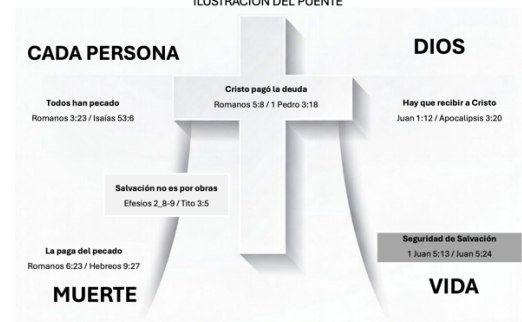 ILUSTRACIÓN DEL PUENTE
CADA PERSONA
DIOS
Cristo pagó la deuda
Romanos 5:8 / 1 Pedro 3:18
Todos han pecado
Romanos 3:23 / Isaías 53:6
Hay que recibir a Cristo
Juan 1:12 / Apocalipsis 3:20
Salvación no es por obras
Efesios 2_8-9 / Tito 3:5
La paga del pecado
Romanos 6:23 / Hebreos 9:27
Seguridad de Salvación
1 Juan 5:13 / Juan 5:24
MUERTE
VIDA